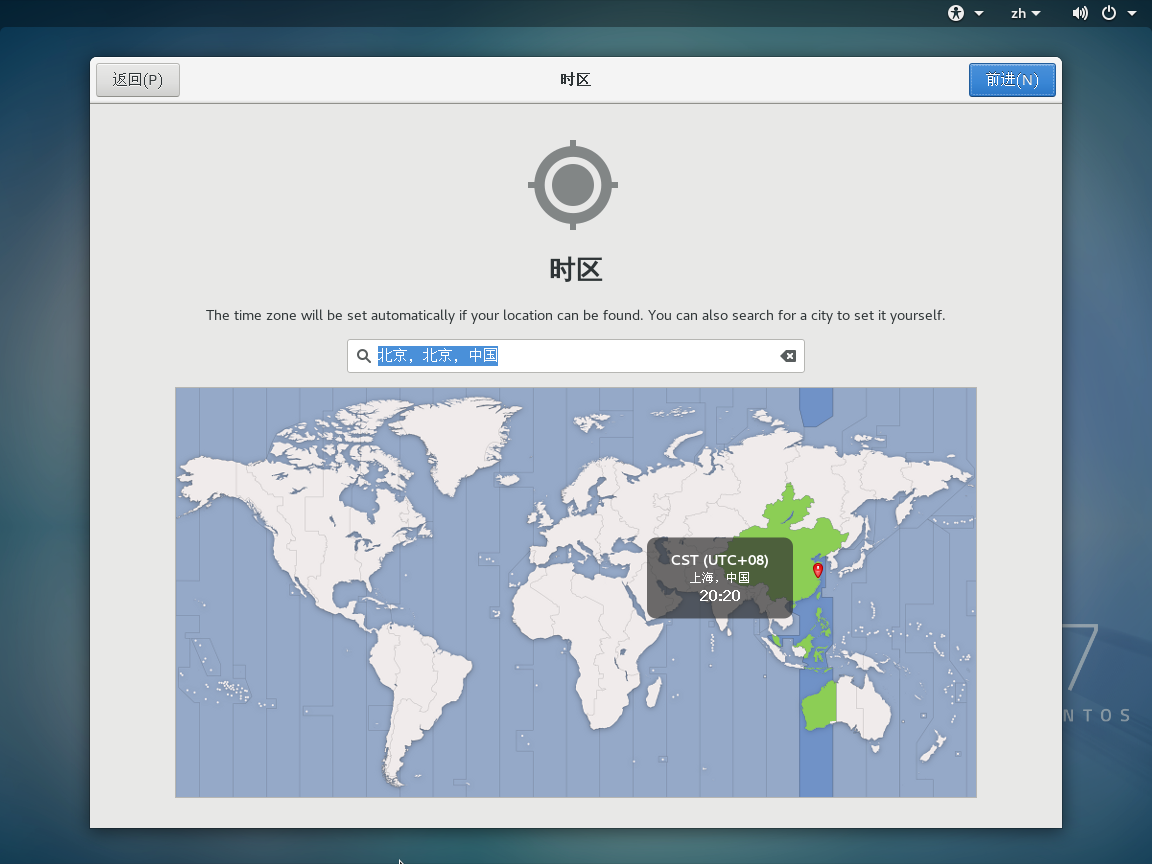 zh
返回(P)
时区
前进(N)
时区
The time zone will be set automatically if your location can be found. You can also search for a city to set it yourself.
北京，北京，中国
CST (UTC+08)
上海，中国
20:20
7
NTOS